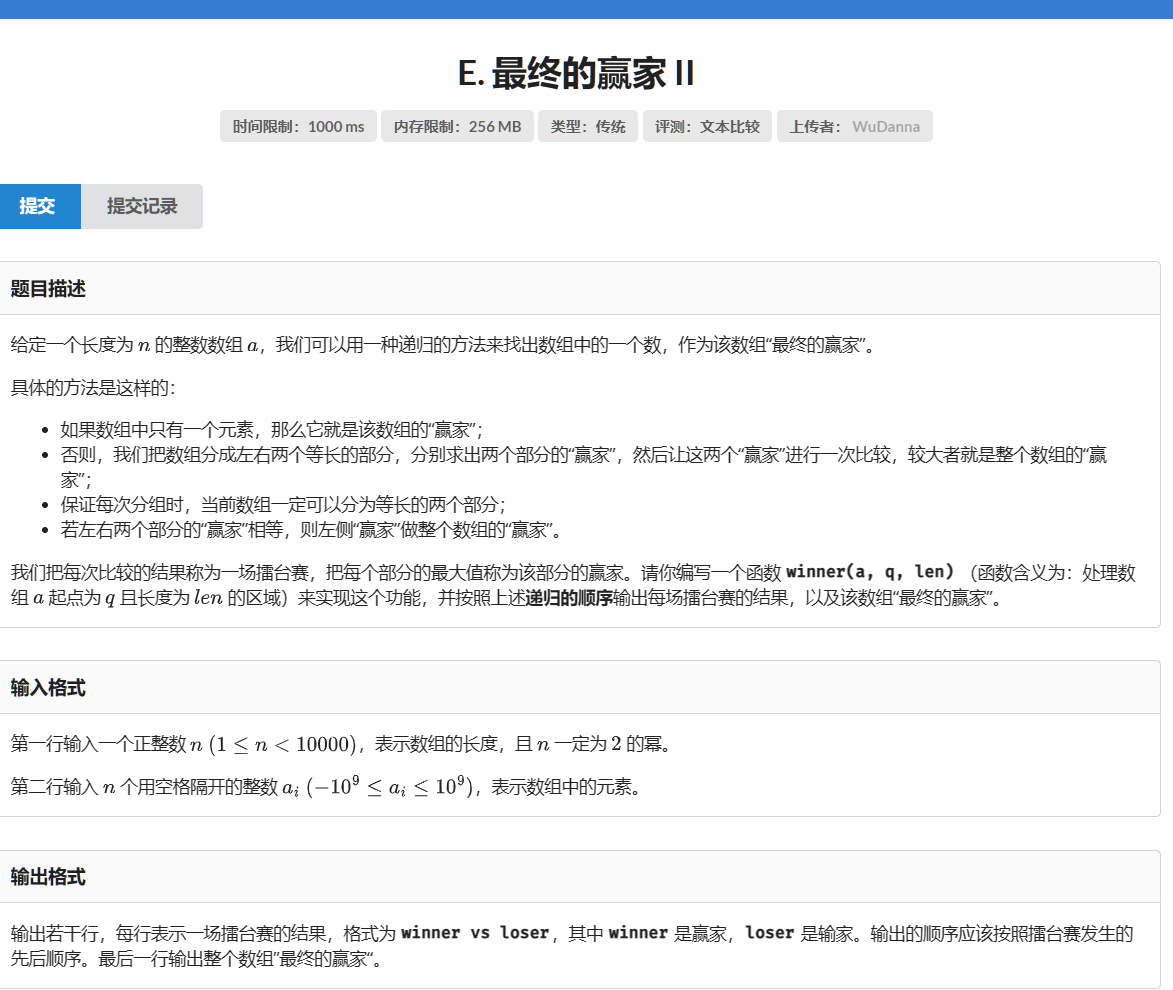 E. 最终的赢家 II
时间限制：1000 ms 内存限制：256 MB 类型：传统 评测：文本比较 上传者： WuDanna
提交 提交记录
题目描述
给定一个长度为 n 的整数数组 a，我们可以用一种递归的方法来找出数组中的一个数，作为该数组“最终的赢家”。
具体的方法是这样的：
• 如果数组中只有一个元素，那么它就是该数组的“赢家”；
• 否则，我们把数组分成左右两个等长的部分，分别求出两个部分的“赢家”，然后让这两个“赢家”进行一次比较，较大者就是整个数组的“赢
家”；
• 保证每次分组时，当前数组一定可以分为等长的两个部分；
• 若左右两个部分的“赢家”相等，则左侧“赢家”做整个数组的“赢家”。
我们把每次比较的结果称为一场擂台赛，把每个部分的最大值称为该部分的赢家。请你编写一个函数 winner(a, q, len) （函数含义为：处理数
组 a 起点为 q 且长度为 len 的区域）来实现这个功能，并按照上述递归的顺序输出每场擂台赛的结果，以及该数组“最终的赢家”。
输入格式
第一行输入一个正整数 n (1 ≤ n < 10000)，表示数组的长度，且 n 一定为 2 的幂。
第二行输入 n 个用空格隔开的整数 aᵢ (−10⁹ ≤ aᵢ ≤ 10⁹)，表示数组中的元素。
输出格式
输出若干行，每行表示一场擂台赛的结果，格式为 winner vs loser，其中 winner 是赢家，loser 是输家。输出的顺序应该按照擂台赛发生的
先后顺序。最后一行输出整个数组”最终的赢家“。